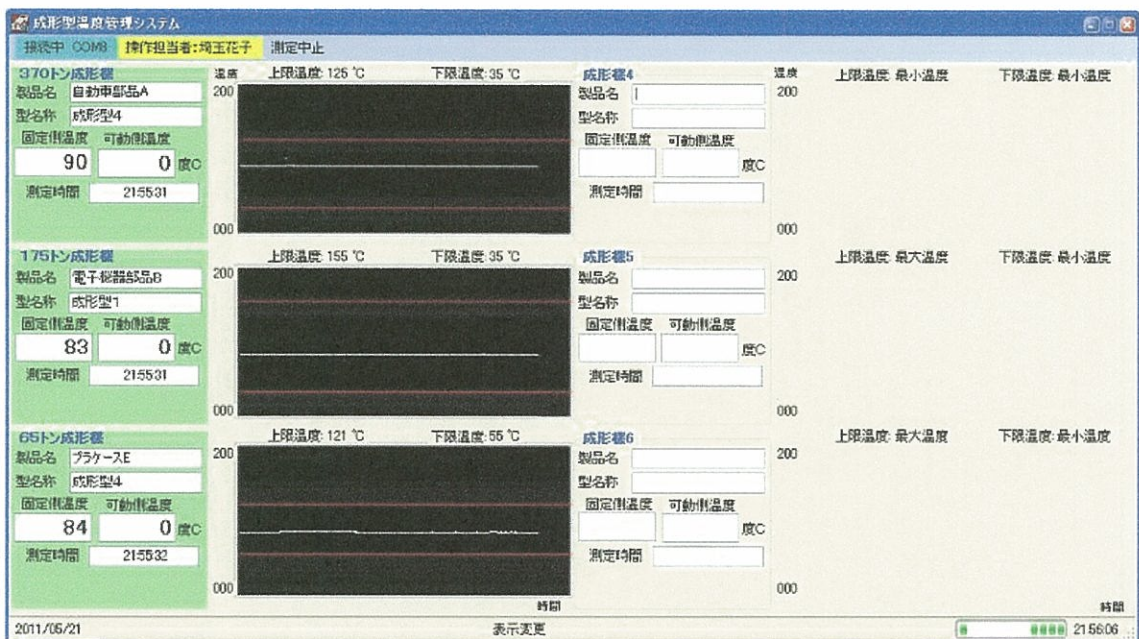 成形型温度管理システム
接続中 COM8 操作担当者:埼玉花子 測定中止
370トン成形機
製品名 自動車部品A
型名称 成形型4
固定側温度 可動側温度
90 0 度C
測定時間 21:55:31
温度 上限温度: 125 ℃ 下限温度:35 ℃
200
000
成形機4
製品名
型名称
固定側温度 可動側温度
度C
測定時間
温度 上限温度: 最小温度 下限温度: 最小温度
200
000
175トン成形機
製品名 電子機器部品B
型名称 成形型1
固定側温度 可動側温度
83 0 度C
測定時間 21:55:31
上限温度: 155 ℃ 下限温度:35 ℃
200
000
成形機5
製品名
型名称
固定側温度 可動側温度
度C
測定時間
上限温度: 最大温度 下限温度: 最小温度
200
000
65トン成形機
製品名 プラケースE
型名称 成形型4
固定側温度 可動側温度
84 0 度C
測定時間 21:55:32
上限温度: 121 ℃ 下限温度:55 ℃
200
000
時間
成形機6
製品名
型名称
固定側温度 可動側温度
度C
測定時間
上限温度: 最大温度 下限温度: 最小温度
200
000
時間
2011/05/21 表示変更 21:56:06